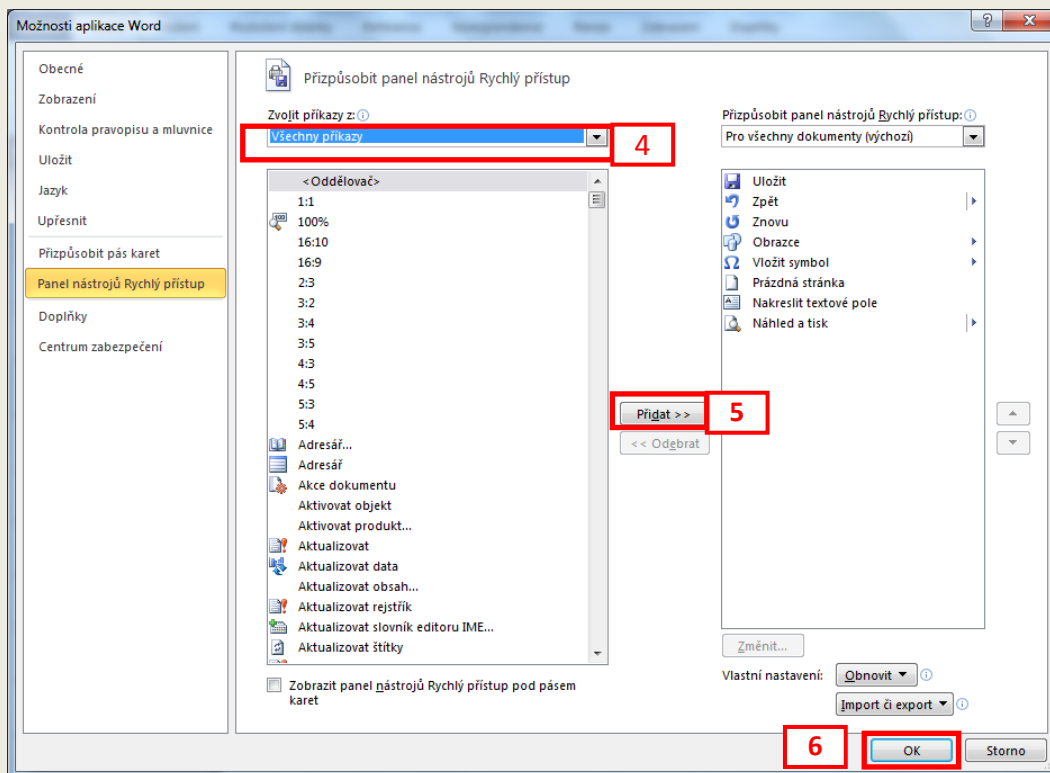 Možnosti aplikace Word
Obecné
Zobrazení
Kontrola pravopisu a mluvnice
Uložit
Jazyk
Upřesnit
Přizpůsobit pás karet
Panel nástrojů Rychlý přístup
Doplňky
Centrum zabezpečení
Přizpůsobit panel nástrojů Rychlý přístup
Zvolit příkazy z:
Všechny příkazy
4
<Oddělovač>
1:1
100%
16:10
16:9
2:3
3:2
3:4
3:5
4:3
4:5
5:3
5:4
Adresář...
Adresář
Akce dokumentu
Aktivovat objekt
Aktivovat produkt...
Aktualizovat
Aktualizovat data
Aktualizovat obsah...
Aktualizovat rejstřík
Aktualizovat slovník editoru IME...
Aktualizovat štítky
Zobrazit panel nástrojů Rychlý přístup pod pásem
karet
Přidat >>
5
<< Odebrat
Přizpůsobit panel nástrojů Rychlý přístup:
Pro všechny dokumenty (výchozí)
Uložit
Zpět
Znovu
Obrazce
Vložit symbol
Prázdná stránka
Nakreslit textové pole
Náhled a tisk
Změnit...
Vlastní nastavení:
Obnovit
Import či export
6
OK
Storno